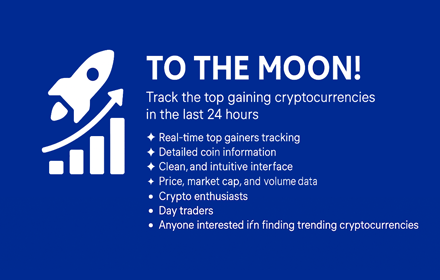 TO THE MOON!
Track the top gaining cryptocurrencies
in the last 24 hours
✦ Real-time top gainers tracking
✦ Detailed coin information
✦ Clean, and intuitive interface
✦ Price, market cap, and volume data
• Crypto enthusiasts
• Day traders
• Anyone interested ifn finding trending cryptocurrencies